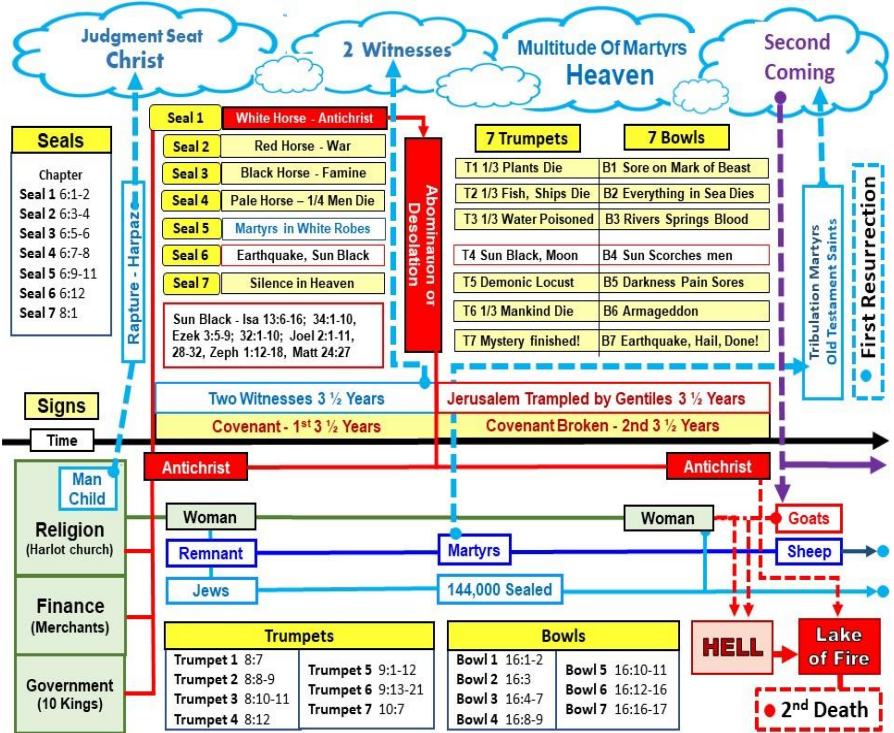 Judgment Seat
Christ
2 Witnesses
Multitude Of Martyrs
Heaven
Second
Coming
Seals
Chapter
Seal 1 6:1-2
Seal 2 6:3-4
Seal 3 6:5-6
Seal 4 6:7-8
Seal 5 6:9-11
Seal 6 6:12
Seal 7 8:1
Rapture - Harpazo
Seal 1 White Horse - Antichrist
Seal 2 Red Horse - War
Seal 3 Black Horse - Famine
Seal 4 Pale Horse – 1/4 Men Die
Seal 5 Martyrs in White Robes
Seal 6 Earthquake, Sun Black
Seal 7 Silence in Heaven
Sun Black - Isa 13:6-16; 34:1-10,
Ezek 3:5-9; 32:1-10; Joel 2:1-11,
28-32, Zeph 1:12-18, Matt 24:27
Abomination or
Desolation
7 Trumpets 7 Bowls
T1 1/3 Plants Die B1 Sore on Mark of Beast
T2 1/3 Fish, Ships Die B2 Everything in Sea Dies
T3 1/3 Water Poisoned B3 Rivers Springs Blood
T4 Sun Black, Moon B4 Sun Scorches men
T5 Demonic Locust B5 Darkness Pain Sores
T6 1/3 Mankind Die B6 Armageddon
T7 Mystery finished! B7 Earthquake, Hail, Done!
Tribulation Martyrs
Old Testament Saints
First Resurrection
Signs
Time
Two Witnesses 3 ½ Years Jerusalem Trampled by Gentiles 3 ½ Years
Covenant - 1st 3 ½ Years Covenant Broken - 2nd 3 ½ Years
Antichrist Antichrist
Man
Child
Religion
(Harlot church)
Finance
(Merchants)
Government
(10 Kings)
Woman Woman Goats
Remnant Martyrs Sheep
Jews 144,000 Sealed
Trumpets
Trumpet 1 8:7
Trumpet 2 8:8-9
Trumpet 3 8:10-11
Trumpet 4 8:12
Trumpet 5 9:1-12
Trumpet 6 9:13-21
Trumpet 7 10:7
Bowls
Bowl 1 16:1-2
Bowl 2 16:3
Bowl 3 16:4-7
Bowl 4 16:8-9
Bowl 5 16:10-11
Bowl 6 16:12-16
Bowl 7 16:16-17
HELL
Lake
of Fire
2nd Death